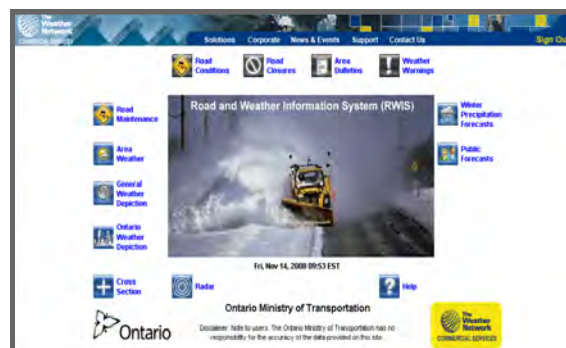 The
Weather
Network
COMMERCIAL SERVICES
Solutions Corporate News & Events Support Contact Us
Sign Ou
Road
Conditions
Road
Closures
Area
Bulletins
Weather
Warnings
Road
Maintenance
Road and Weather Information System (RWIS)
Winter
Precipitation
Forecasts
Area
Weather
Public
Forecasts
General
Weather
Depiction
Ontario
Weather
Depiction
Fri, Nov 14, 2008 09:53 EST
Cross
Section
Radar
Help
Ontario Ministry of Transportation
Ontario
Disclaimer: Note to users. The Ontario Ministry of Transportation has no
responsibility for the accuracy of the data provided on this site.
The
Weather
Network
COMMERCIAL SERVICES